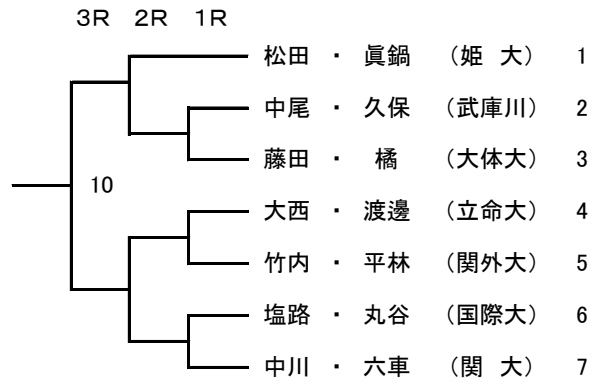 3R 2R 1R
松田 ・ 眞鍋 （姫 大） 1
中尾 ・ 久保 （武庫川） 2
藤田 ・ 橘 （大体大） 3
10
大西 ・ 渡邊 （立命大） 4
竹内 ・ 平林 （関外大） 5
塩路 ・ 丸谷 （国際大） 6
中川 ・ 六車 （関 大） 7